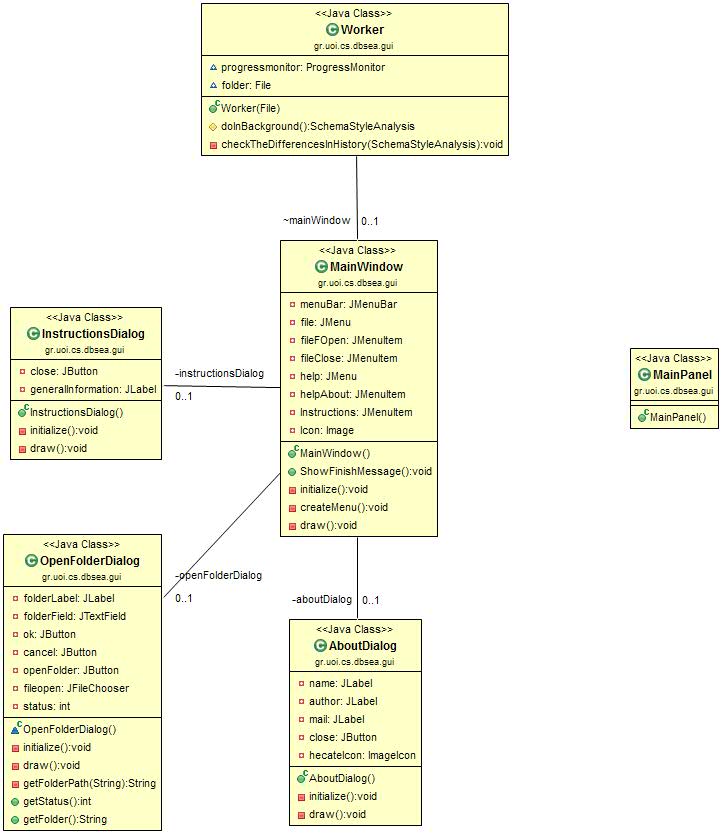 <<Java Class>>
Worker
gr.uoi.cs.dbsea.gui
progressmonitor: ProgressMonitor
folder: File
Worker(File)
doInBackground():SchemaStyleAnalysis
checkTheDifferencesInHistory(SchemaStyleAnalysis):void
~mainWindow 0..1
<<Java Class>>
MainWindow
gr.uoi.cs.dbsea.gui
menuBar: JMenuBar
file: JMenu
fileFOpen: JMenuItem
fileClose: JMenuItem
help: JMenu
helpAbout: JMenuItem
Instructions: JMenuItem
Icon: Image
MainWindow()
ShowFinishMessage():void
initialize():void
createMenu():void
draw():void
<<Java Class>>
InstructionsDialog
gr.uoi.cs.dbsea.gui
close: JButton
generalInformation: JLabel
InstructionsDialog()
initialize():void
draw():void
-instructionsDialog
0..1
<<Java Class>>
MainPanel
gr.uoi.cs.dbsea.gui
MainPanel()
<<Java Class>>
OpenFolderDialog
gr.uoi.cs.dbsea.gui
folderLabel: JLabel
folderField: JTextField
ok: JButton
cancel: JButton
openFolder: JButton
fileopen: JFileChooser
status: int
OpenFolderDialog()
initialize():void
draw():void
getFolderPath(String):String
getStatus():int
getFolder():String
-openFolderDialog
0..1
-aboutDialog 0..1
<<Java Class>>
AboutDialog
gr.uoi.cs.dbsea.gui
name: JLabel
author: JLabel
mail: JLabel
close: JButton
hecateIcon: ImageIcon
AboutDialog()
initialize():void
draw():void